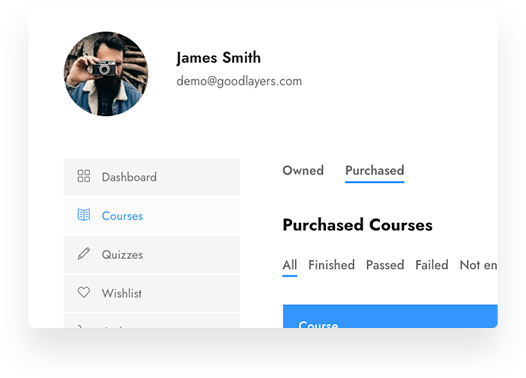 James Smith
demo@goodlayers.com
Dashboard
Courses
Quizzes
Wishlist
Owned Purchased
Purchased Courses
All Finished Passed Failed Not en
Course